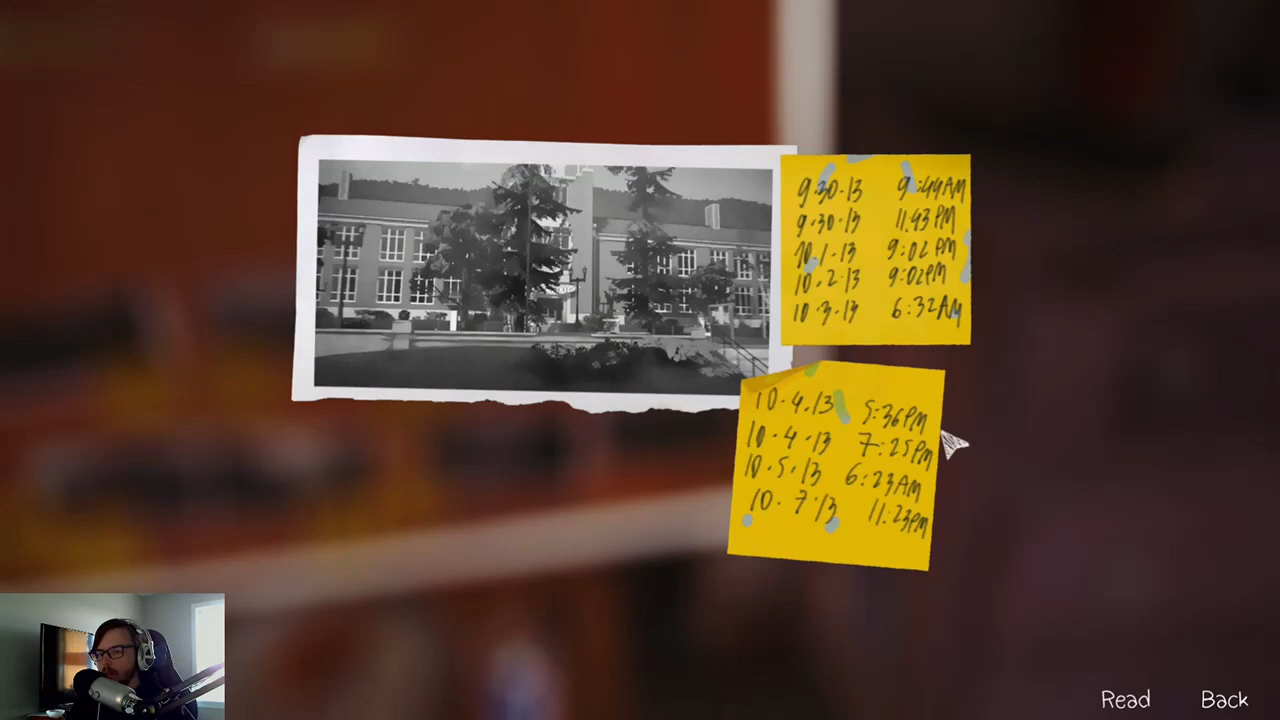 9.30.13 9:44AM
9.30.13 11:43PM
10.1.13 9:02PM
10.2.13 9:02PM
10.3.13 6:32AM
10.4.13 5:36PM
10.4.13 7:25PM
10.5.13 6:23AM
10.7.13 11:23PM
Read Back